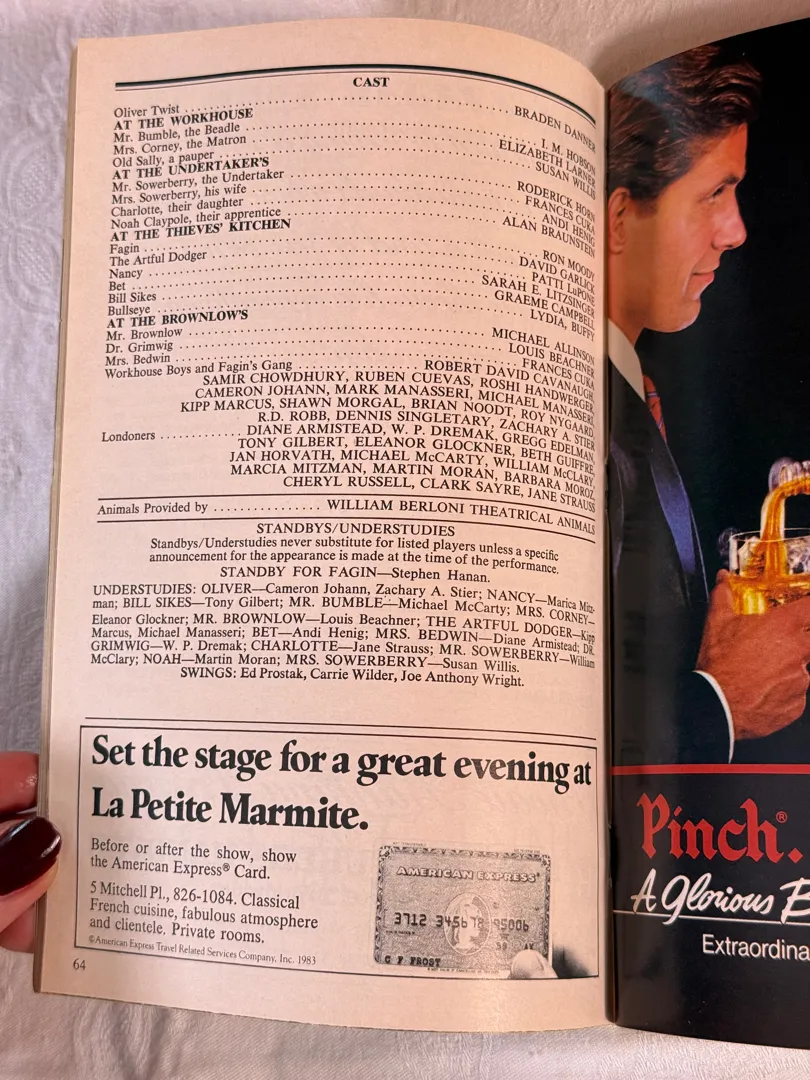 CAST
Oliver Twist ........ BRADEN DANNER
AT THE WORKHOUSE
Mr. Bumble, the Beadle ........ I. M. HOBSON
Mrs. Corney, the Matron ........ ELIZABETH LARNER
Old Sally, a pauper ........ SUSAN WILLIS
AT THE UNDERTAKER'S
Mr. Sowerberry, the Undertaker ........ RODERICK HORN
Mrs. Sowerberry, his wife ........ FRANCES CUKA
Charlotte, their daughter ........ ANDI HENIG
Noah Claypole, their apprentice ........ ALAN BRAUNSTEIN
AT THE THIEVES' KITCHEN
Fagin ........ RON MOODY
The Artful Dodger ........ DAVID GARLICK
Nancy ........ PATTI LuPONE
Bet ........ SARAH E. LITZSINGER
Bill Sikes ........ GRAEME CAMPBELL
Bullseye ........ LYDIA, BUFFY
AT THE BROWNLOW'S
Mr. Brownlow ........ MICHAEL ALLINSON
Dr. Grimwig ........ LOUIS BEACHNER
Mrs. Bedwin ........ FRANCES CUKA
Workhouse Boys and Fagin's Gang ........ ROBERT DAVID CAVANAUGH,
SAMIR CHOWDHURY, RUBEN CUEVAS, ROSHI HANDWERGER,
CAMERON JOHANN, MARK MANASSERI, MICHAEL MANASSERI,
KIPP MARCUS, SHAWN MORGAL, BRIAN NOODT, ROY NYGAARD,
R.D. ROBB, DENNIS SINGLETARY, ZACHARY A. STIER
Londoners ........ DIANE ARMISTEAD, W. P. DREMAK, GREGG EDELMAN,
TONY GILBERT, ELEANOR GLOCKNER, BETH GUIFFRE,
JAN HORVATH, MICHAEL McCARTY, WILLIAM McCLARY,
MARCIA MITZMAN, MARTIN MORAN, BARBARA MOROZ,
CHERYL RUSSELL, CLARK SAYRE, JANE STRAUSS
Animals Provided by ........ WILLIAM BERLONI THEATRICAL ANIMALS
STANDBYS/UNDERSTUDIES
Standbys/Understudies never substitute for listed players unless a specific
announcement for the appearance is made at the time of the performance.
STANDBY FOR FAGIN—Stephen Hanan.
UNDERSTUDIES: OLIVER—Cameron Johann, Zachary A. Stier; NANCY—Marica Mitz-
man; BILL SIKES—Tony Gilbert; MR. BUMBLE—Michael McCarty; MRS. CORNEY—
Eleanor Glockner; MR. BROWNLOW—Louis Beachner; THE ARTFUL DODGER—Kipp
Marcus, Michael Manasseri; BET—Andi Henig; MRS. BEDWIN—Diane Armistead; DR.
GRIMWIG—W. P. Dremak; CHARLOTTE—Jane Strauss; MR. SOWERBERRY—William
McClary; NOAH—Martin Moran; MRS. SOWERBERRY—Susan Willis.
SWINGS: Ed Prostak, Carrie Wilder, Joe Anthony Wright.
Set the stage for a great evening at
La Petite Marmite.
Before or after the show, show
the American Express® Card.
5 Mitchell Pl., 826-1084. Classical
French cuisine, fabulous atmosphere
and clientele. Private rooms.
©American Express Travel Related Services Company, Inc. 1983
AMERICAN EXPRESS®
3712 345678 95006
C F FROST
64
Pinch.®
A Glorious